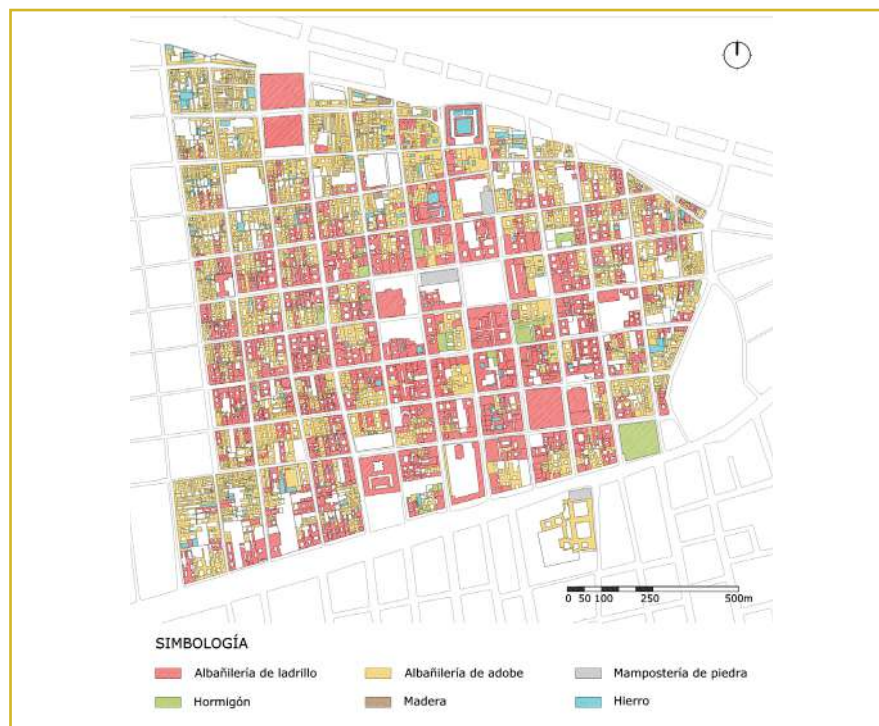 0 50 100 250 500m
SIMBOLOGÍA
Albañilería de ladrillo Albañilería de adobe Mampostería de piedra
Hormigón Madera Hierro